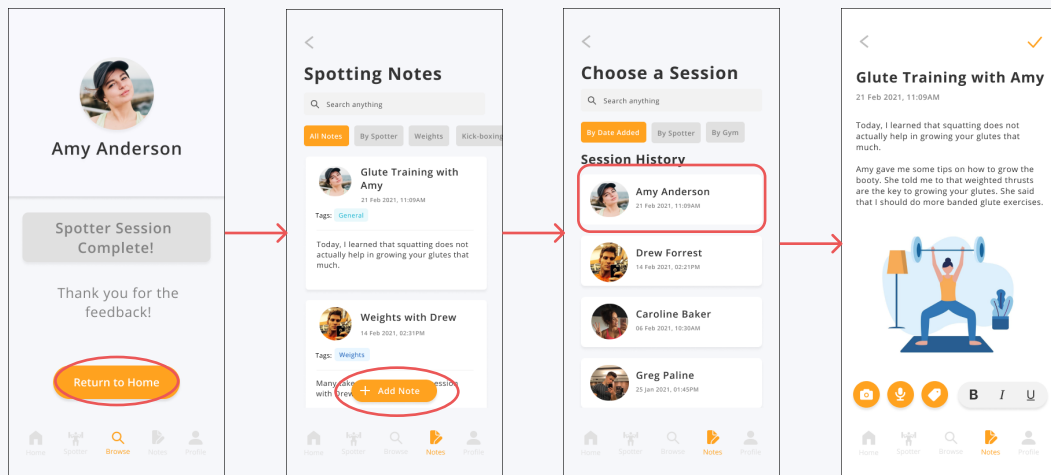 Amy Anderson
Spotter Session
Complete!
Thank you for the
feedback!
Return to Home
Home Spotter Browse Notes Profile
Spotting Notes
Search anything
All Notes By Spotter Weights Kick-boxing
Glute Training with
Amy
21 Feb 2021, 11:09AM
Tags: General
Today, I learned that squatting does not
actually help in growing your glutes that
much.
Weights with Drew
14 Feb 2021, 02:31PM
Tags: Weights
Many take ession
with Drew
+ Add Note
Home Spotter Browse Notes Profile
Choose a Session
Search anything
By Date Added By Spotter By Gym
Session History
Amy Anderson
21 Feb 2021, 11:09AM
Drew Forrest
14 Feb 2021, 02:21PM
Caroline Baker
06 Feb 2021, 10:30AM
Greg Paline
25 Jan 2021, 01:45PM
Home Spotter Browse Notes Profile
Glute Training with Amy
21 Feb 2021, 11:09AM
Today, I learned that squatting does not
actually help in growing your glutes that
much.
Amy gave me some tips on how to grow the
booty. She told me to that weighted thrusts
are the key to growing your glutes. She said
that I should do more banded glute exercises.
B I U
Home Spotter Browse Notes Profile